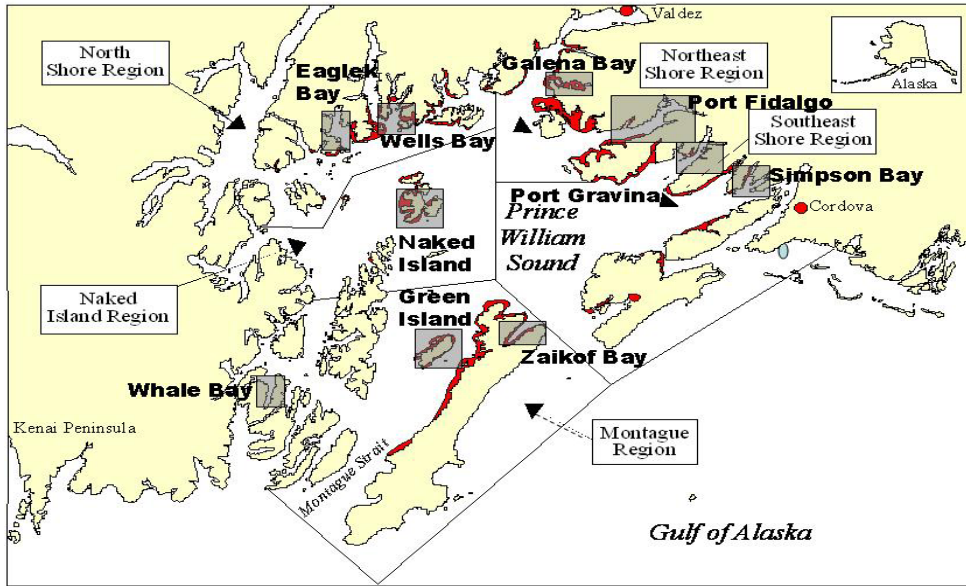 Valdez
North
Shore Region
Eaglek
Bay
Galena Bay
Northeast
Shore Region
Alaska
Port Fidalgo
Wells Bay
Southeast
Shore Region
Simpson Bay
Port Gravina
Cordova
Prince
William
Sound
Naked
Island
Naked
Island Region
Green
Island
Zaikof Bay
Whale Bay
Kenai Peninsula
Montague
Region
Montague Strait
Gulf of Alaska